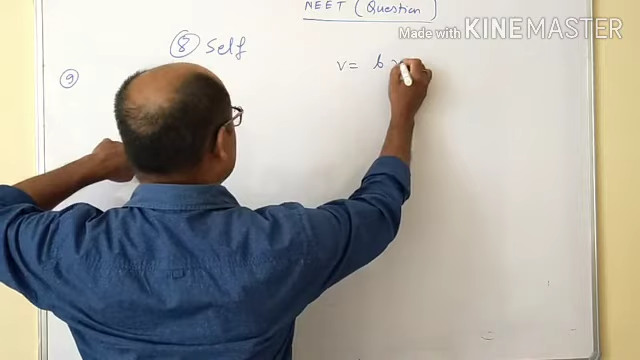 NEET (Question)
Made with KINEMASTER
⑧ Self
⑨
v= b